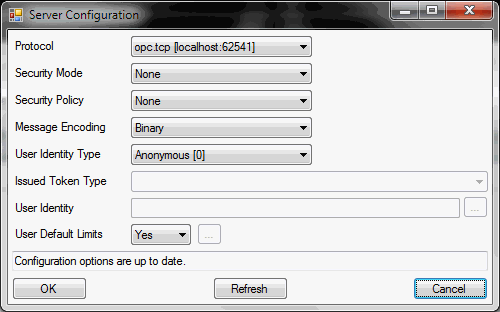 Server Configuration
Protocol opc.tcp [localhost:62541]
Security Mode None
Security Policy None
Message Encoding Binary
User Identity Type Anonymous [0]
Issued Token Type
User Identity ...
User Default Limits Yes ...
Configuration options are up to date.
OK Refresh Cancel